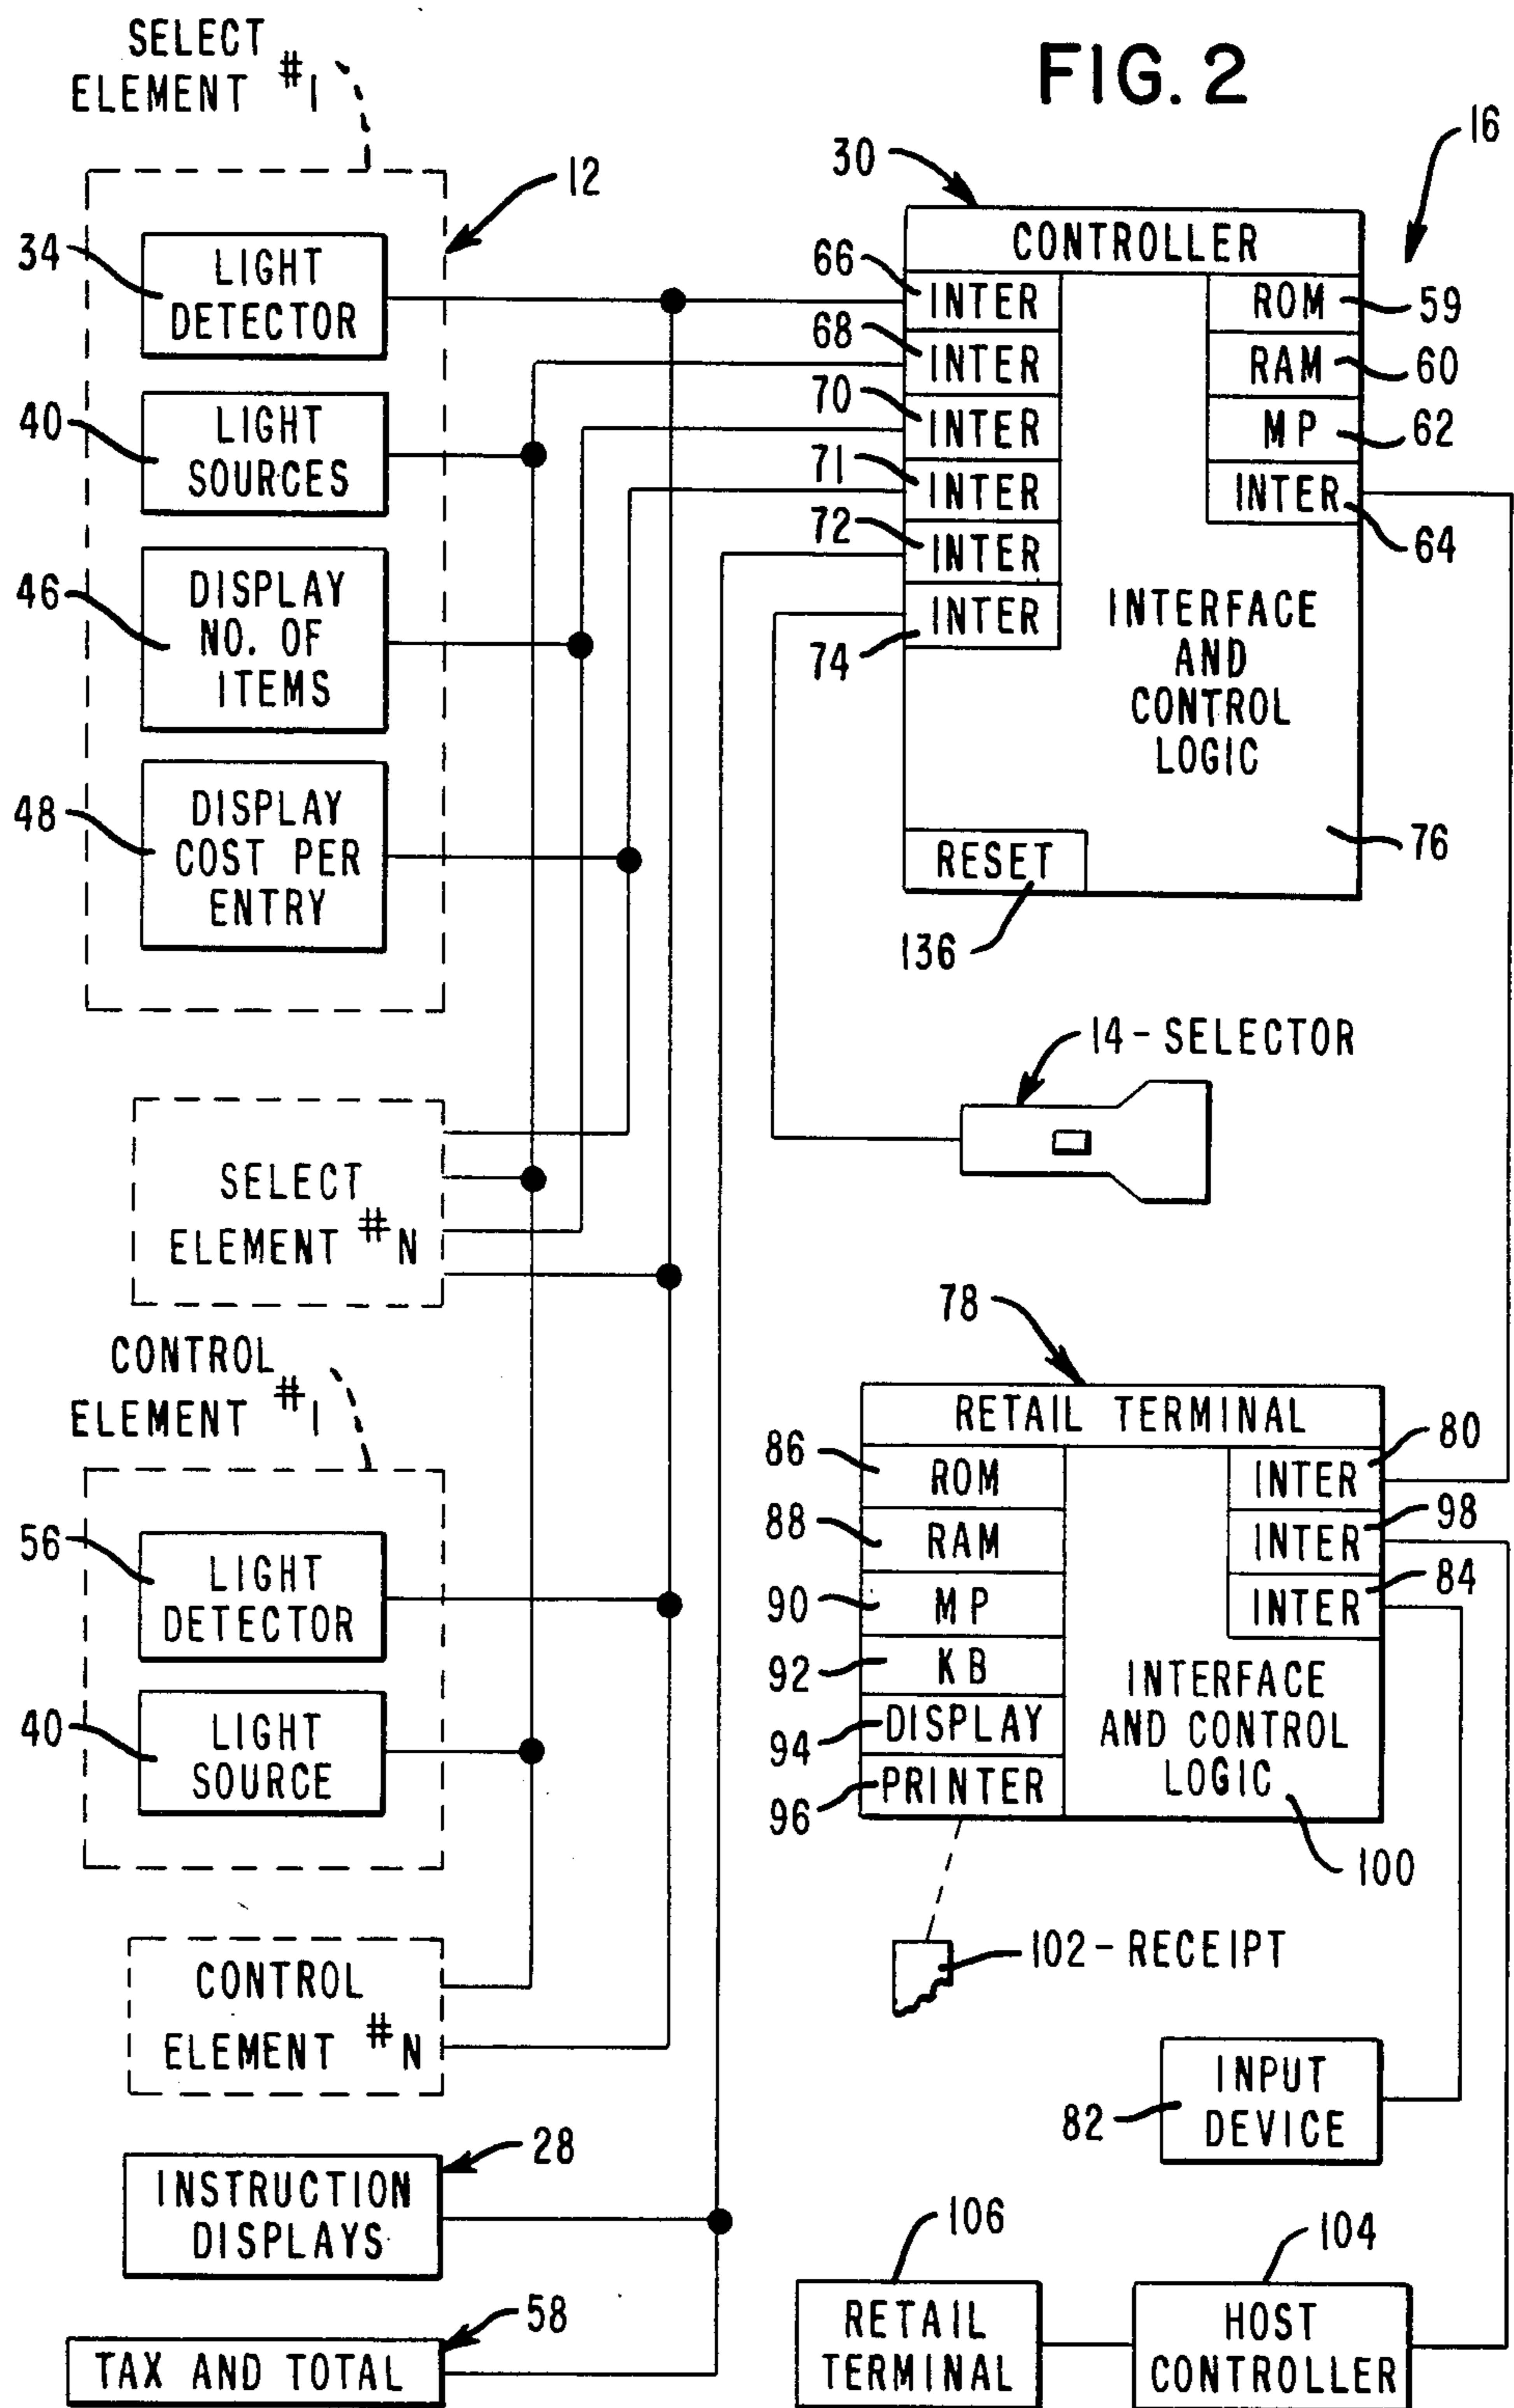 FIG. 2
SELECT
ELEMENT #1
12
34
LIGHT
DETECTOR
40
LIGHT
SOURCES
46
DISPLAY
NO. OF
ITEMS
48
DISPLAY
COST PER
ENTRY
SELECT
ELEMENT #N
CONTROL
ELEMENT #1
56
LIGHT
DETECTOR
40
LIGHT
SOURCE
CONTROL
ELEMENT #N
28
INSTRUCTION
DISPLAYS
58
TAX AND TOTAL
16
30
CONTROLLER
66 INTER
68 INTER
70 INTER
71 INTER
72 INTER
74 INTER
ROM 59
RAM 60
MP 62
INTER 64
INTERFACE
AND
CONTROL
LOGIC
76
RESET
136
14-SELECTOR
78
RETAIL TERMINAL
86 ROM
88 RAM
90 MP
92 KB
94 DISPLAY
96 PRINTER
INTER 80
INTER 98
INTER 84
INTERFACE
AND CONTROL
LOGIC
100
102-RECEIPT
82
INPUT
DEVICE
106
RETAIL
TERMINAL
104
HOST
CONTROLLER